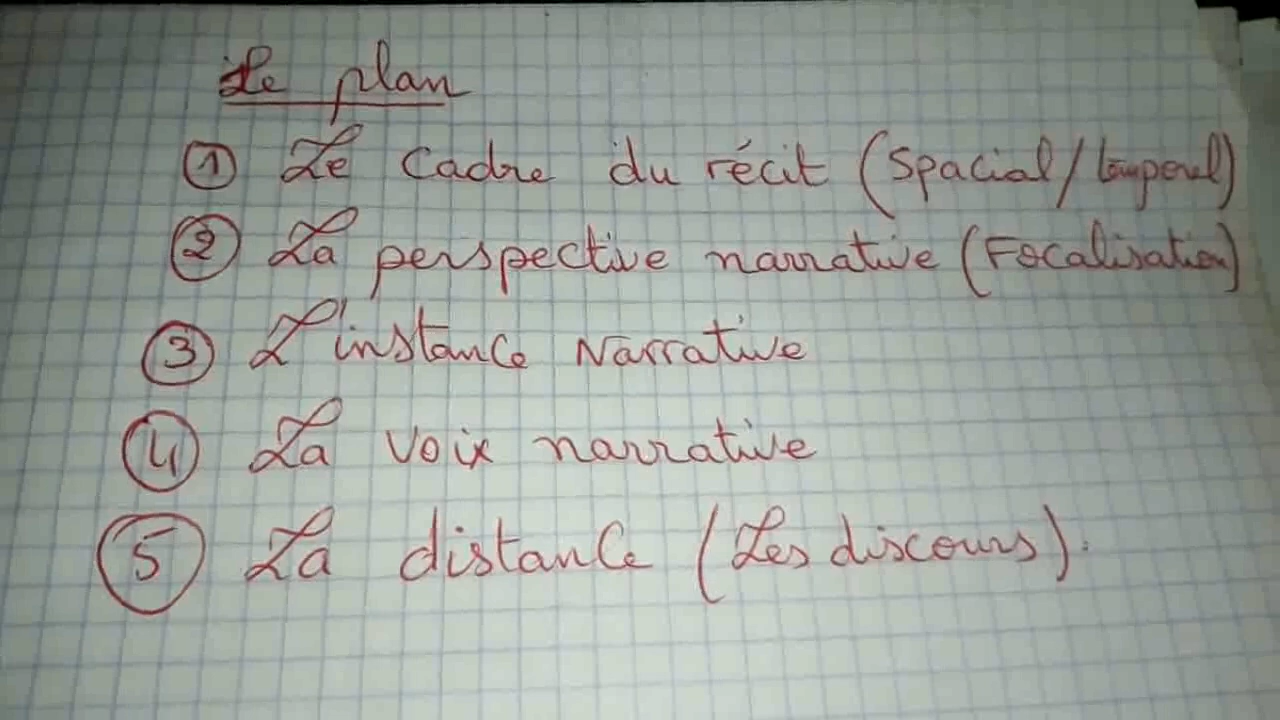 Le plan
1 Le Cadre du récit (Spacial/temporel)
2 La perspective narrative (Focalisation)
3 L'instance Narrative
4 La Voix narrative
5 La distance (Les discours).